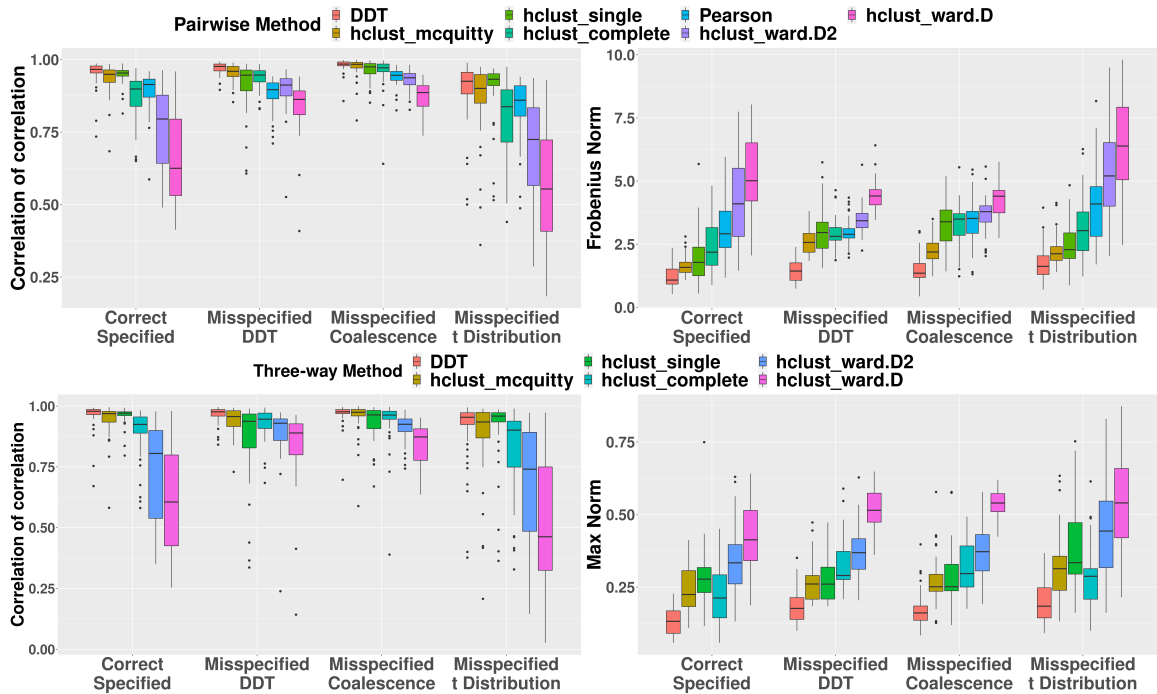 Pairwise Method DDT hclust_single Pearson hclust_ward.D
hclust_mcquitty hclust_complete hclust_ward.D2
Correlation of correlation
1.00
0.75
0.50
0.25
Correct Specified
Misspecified DDT
Misspecified Coalescence
Misspecified t Distribution
Frobenius Norm
10.0
7.5
5.0
2.5
0.0
Correct Specified
Misspecified DDT
Misspecified Coalescence
Misspecified t Distribution
Three-way Method DDT hclust_single hclust_ward.D2
hclust_mcquitty hclust_complete hclust_ward.D
Correlation of correlation
1.00
0.75
0.50
0.25
0.00
Correct Specified
Misspecified DDT
Misspecified Coalescence
Misspecified t Distribution
Max Norm
0.75
0.50
0.25
Correct Specified
Misspecified DDT
Misspecified Coalescence
Misspecified t Distribution